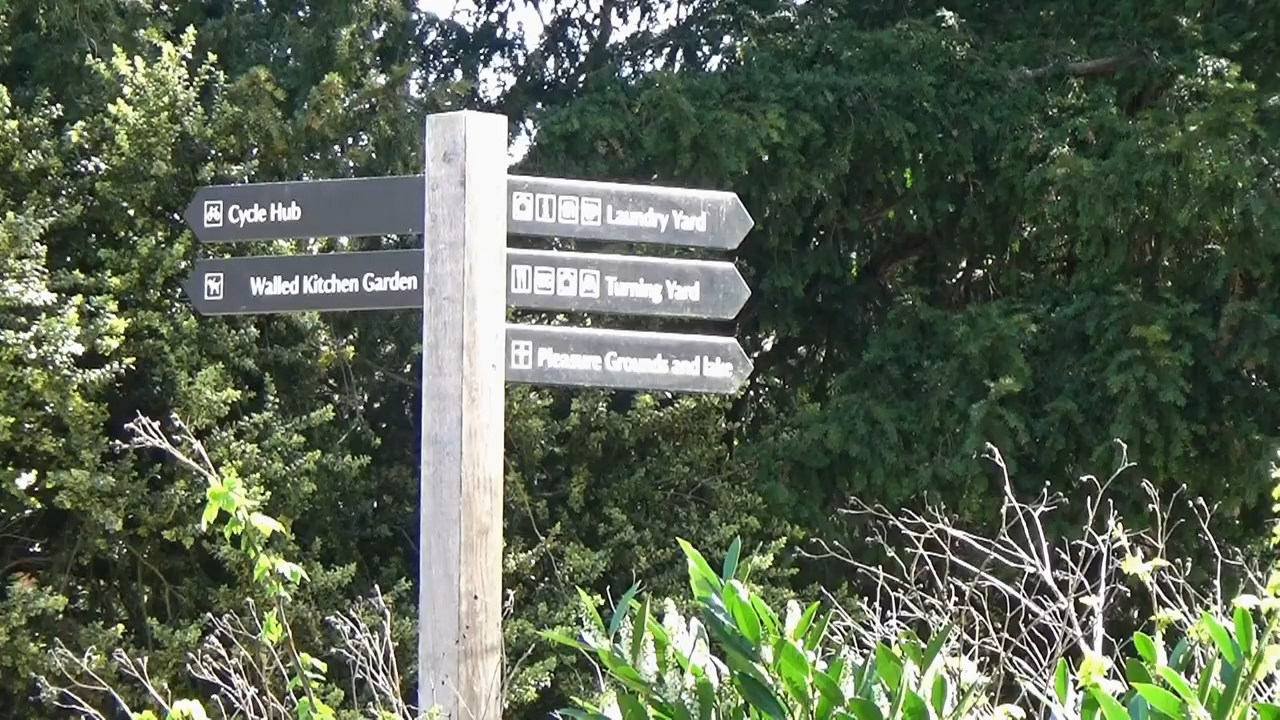 Cycle Hub
Walled Kitchen Garden
Laundry Yard
Turning Yard
Pleasure Grounds and lake